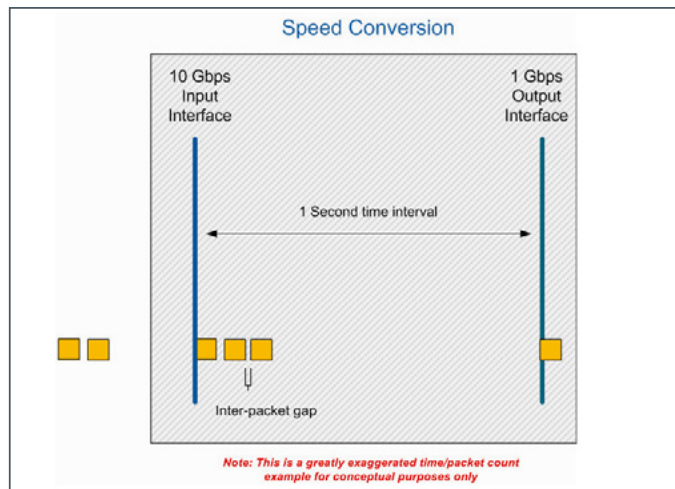 Speed Conversion
10 Gbps
Input
Interface
1 Gbps
Output
Interface
1 Second time interval
Inter-packet gap
Note: This is a greatly exaggerated time/packet count
example for conceptual purposes only